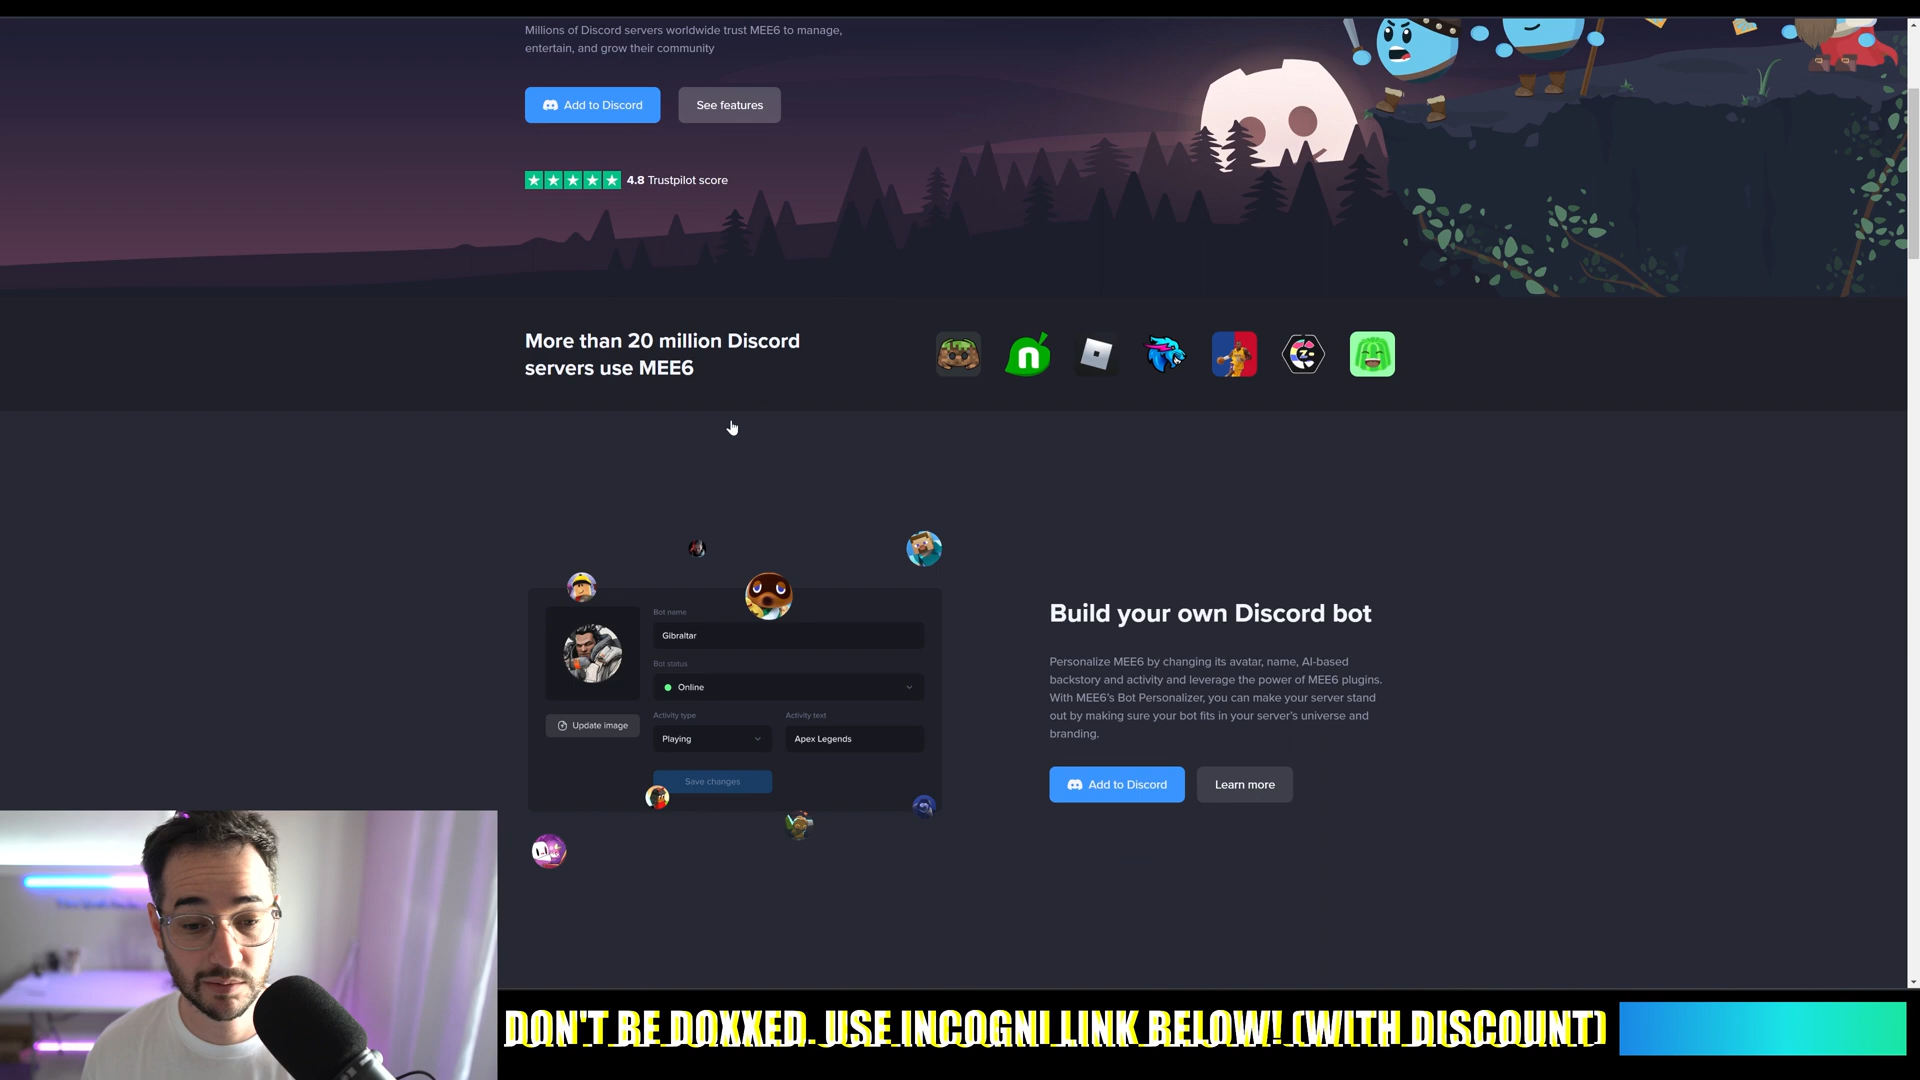 Millions of Discord servers worldwide trust MEE6 to manage,
entertain, and grow their community
Add to Discord
See features
4.8 Trustpilot score
More than 20 million Discord
servers use MEE6
n
Bot name
Gibraltar
Bot status
Online
Update image
Activity type
Activity text
Playing
Apex Legends
Save changes
Build your own Discord bot
Personalize MEE6 by changing its avatar, name, AI-based
backstory and activity and leverage the power of MEE6 plugins.
With MEE6's Bot Personalizer, you can make your server stand
out by making sure your bot fits in your server's universe and
branding.
Add to Discord
Learn more
DON'T BE DOXXED. USE INCOGNI LINK BELOW! (WITH DISCOUNT)